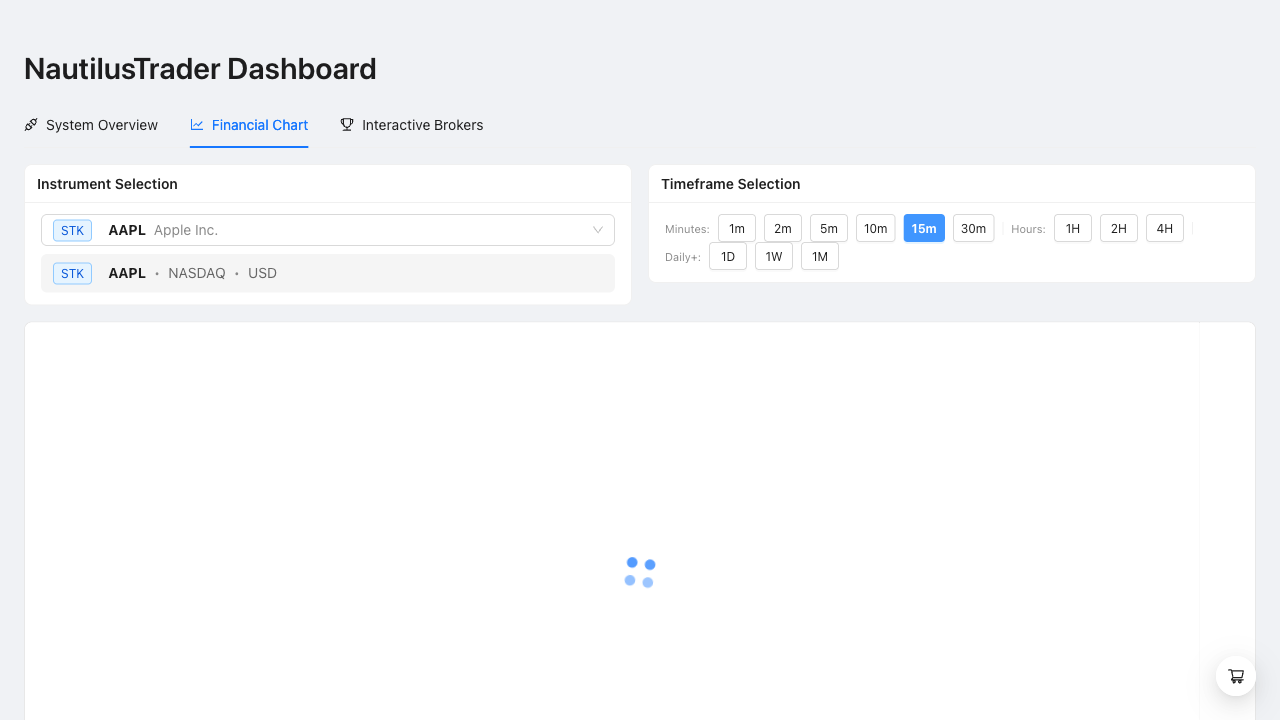 NautilusTrader Dashboard
System Overview Financial Chart Interactive Brokers
Instrument Selection
STK AAPL Apple Inc.
STK AAPL • NASDAQ • USD
Timeframe Selection
Minutes: 1m 2m 5m 10m 15m 30m Hours: 1H 2H 4H
Daily+: 1D 1W 1M